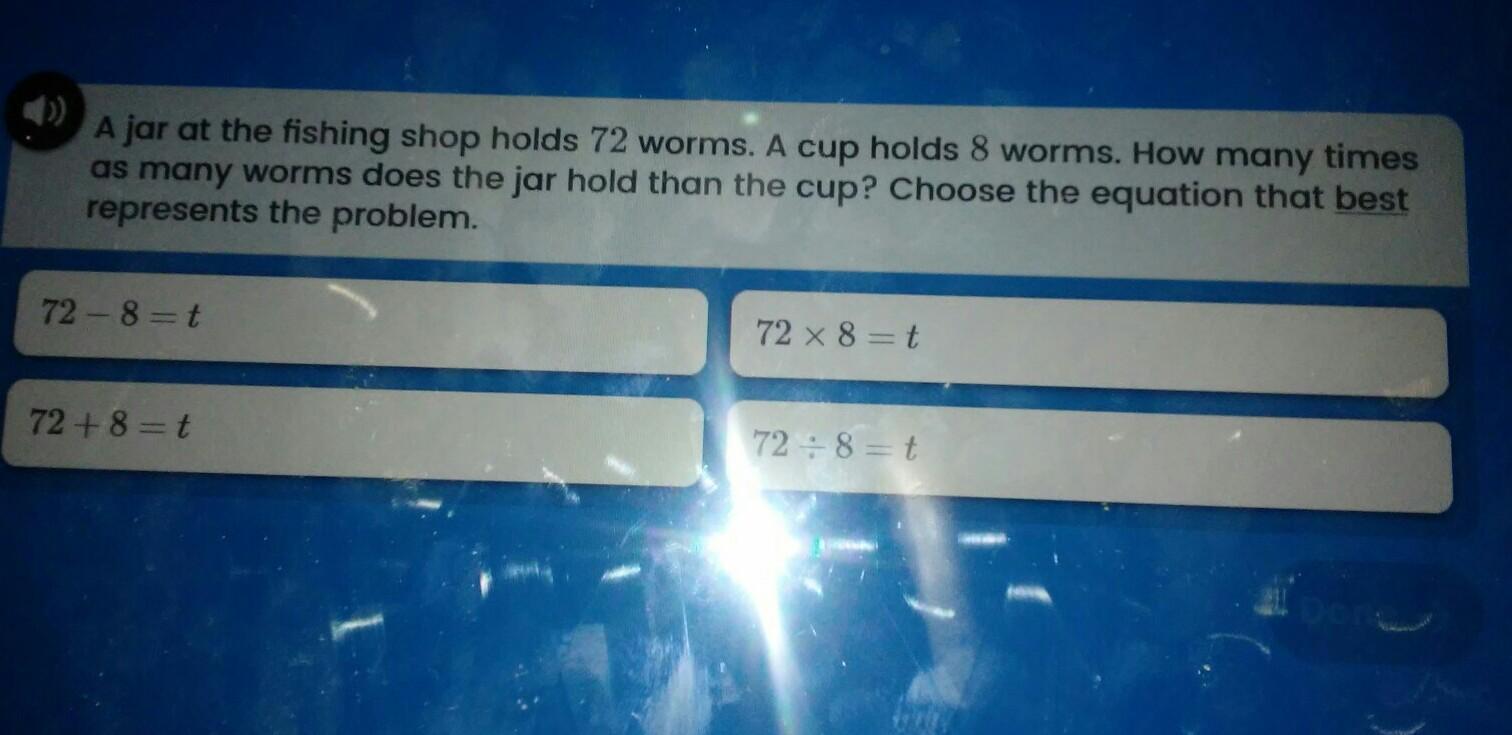 A jar at the fishing shop holds 72 worms. A cup holds 8 worms. How many times
as many worms does the jar hold than the cup? Choose the equation that best
represents the problem.
72 − 8 = t
72 × 8 = t
72 + 8 = t
72 ÷ 8 = t